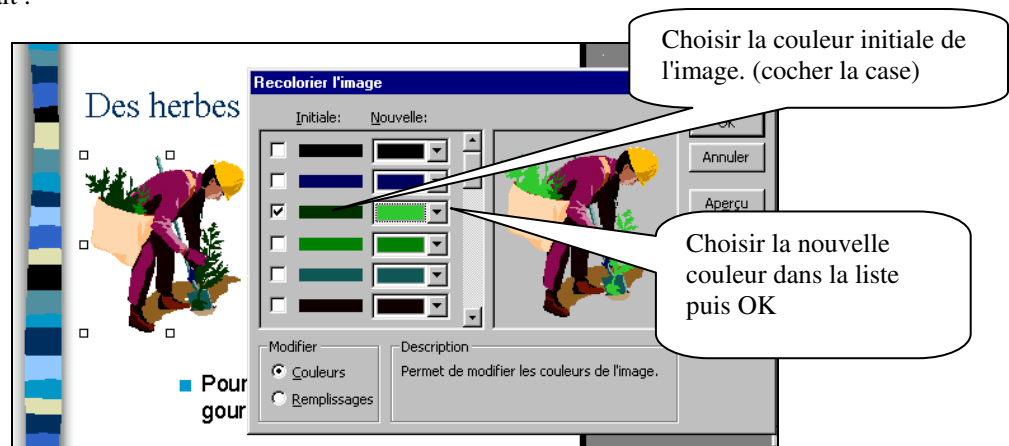 Choisir la couleur initiale de
l'image. (cocher la case)
Des herbes
Recolorier l'image
Initiale: Nouvelle:
OK
Annuler
Aperçu
Choisir la nouvelle
couleur dans la liste
puis OK
Modifier
Couleurs
Remplissages
Description
Permet de modifier les couleurs de l'image.
Pour
gour